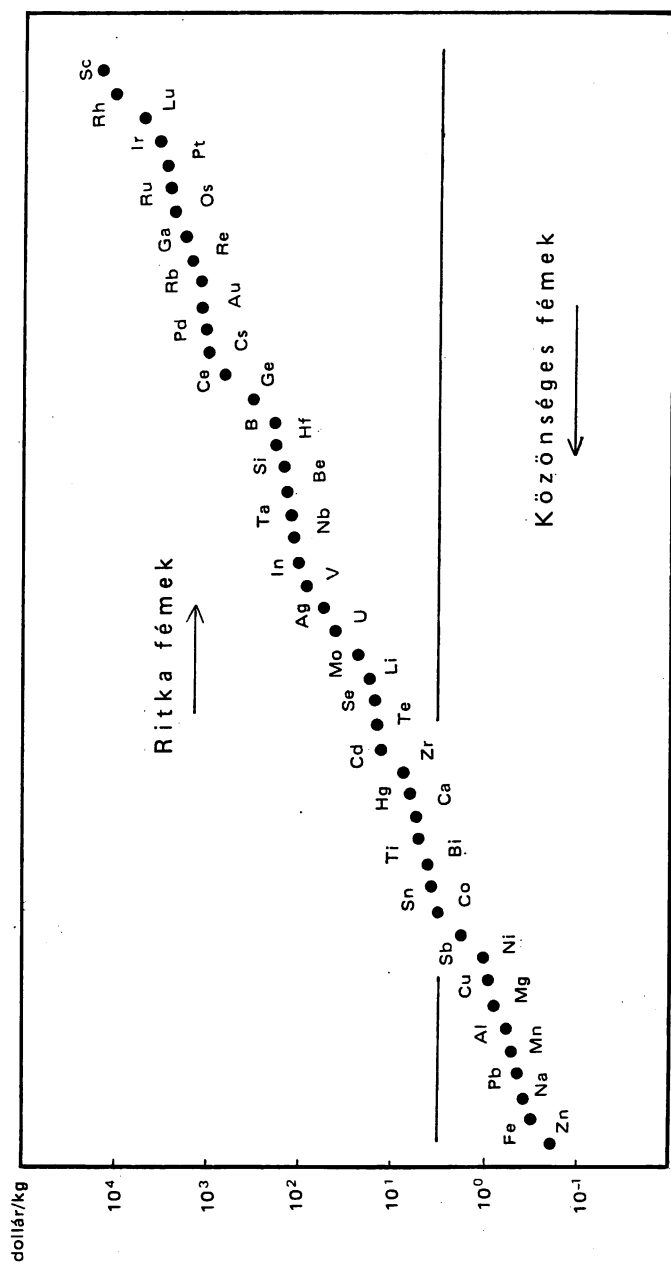 dollár/kg
10⁴
10³
10²
10¹
10⁰
10⁻¹
Ritka fémek
Közönséges fémek
Zn
Fe
Na
Pb
Mn
Al
Mg
Cu
Ni
Sb
Co
Sn
Bi
Ti
Ca
Hg
Zr
Cd
Te
Se
Li
Mo
U
Ag
V
In
Nb
Ta
Be
Si
Hf
B
Ge
Ce
Cs
Pd
Au
Rb
Re
Ga
Os
Ru
Pt
Ir
Lu
Rh
Sc